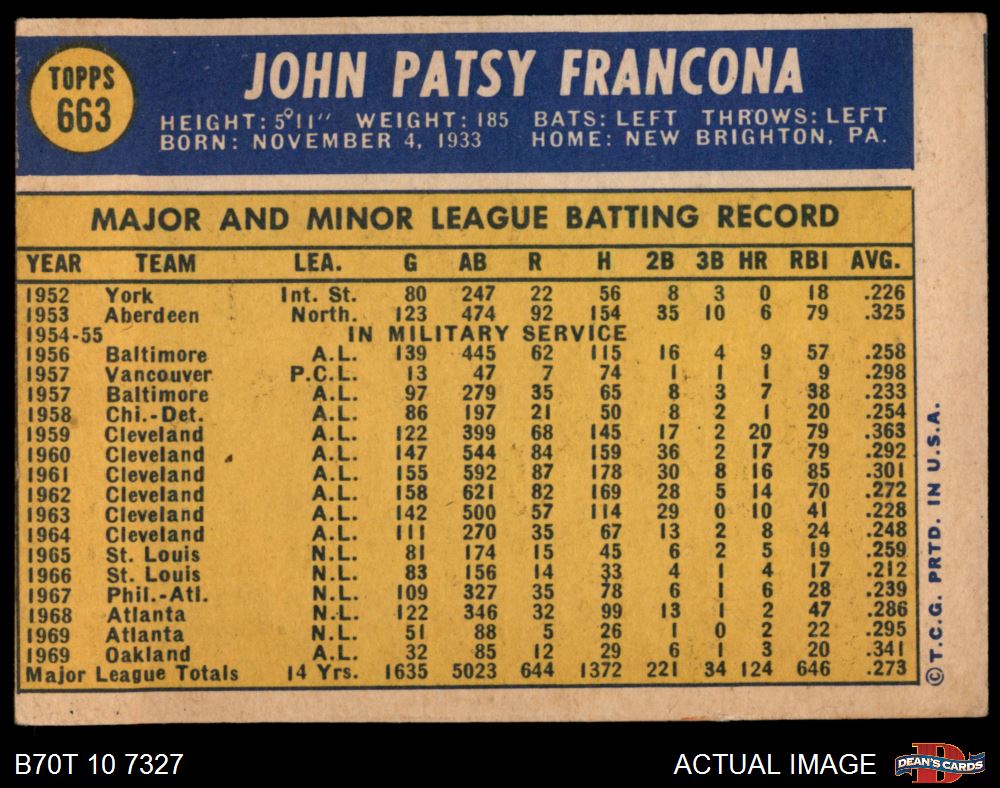 TOPPS
663
JOHN PATSY FRANCONA
HEIGHT: 5'11" WEIGHT: 185 BATS: LEFT THROWS: LEFT
BORN: NOVEMBER 4, 1933 HOME: NEW BRIGHTON, PA.
MAJOR AND MINOR LEAGUE BATTING RECORD
YEAR TEAM LEA. G AB R H 2B 3B HR RBI AVG.
1952 York Int. St. 80 247 22 56 8 3 0 18 .226
1953 Aberdeen North. 123 474 92 154 35 10 6 79 .325
1954-55 IN MILITARY SERVICE
1956 Baltimore A.L. 139 445 62 115 16 4 9 57 .258
1957 Vancouver P.C.L. 13 47 7 74 1 1 1 9 .298
1957 Baltimore A.L. 97 279 35 65 8 3 7 38 .233
1958 Chi.-Det. A.L. 86 197 21 50 8 2 1 20 .254
1959 Cleveland A.L. 122 399 68 145 17 2 20 79 .363
1960 Cleveland A.L. 147 544 84 159 36 2 17 79 .292
1961 Cleveland A.L. 155 592 87 178 30 8 16 85 .301
1962 Cleveland A.L. 158 621 82 169 28 5 14 70 .272
1963 Cleveland A.L. 142 500 57 114 29 0 10 41 .228
1964 Cleveland A.L. 111 270 35 67 13 2 8 24 .248
1965 St. Louis N.L. 81 174 15 45 6 2 5 19 .259
1966 St. Louis N.L. 83 156 14 33 4 1 4 17 .212
1967 Phil.-Atl. N.L. 109 327 35 78 6 1 6 28 .239
1968 Atlanta N.L. 122 346 32 99 13 1 2 47 .286
1969 Atlanta N.L. 51 88 5 26 1 0 2 22 .295
1969 Oakland A.L. 32 85 12 29 6 1 3 20 .341
Major League Totals 14 Yrs. 1635 5023 644 1372 221 34 124 646 .273
© T.C.G. PRTD. IN U.S.A.
B70T 10 7327
ACTUAL IMAGE
DEAN'S CARDS